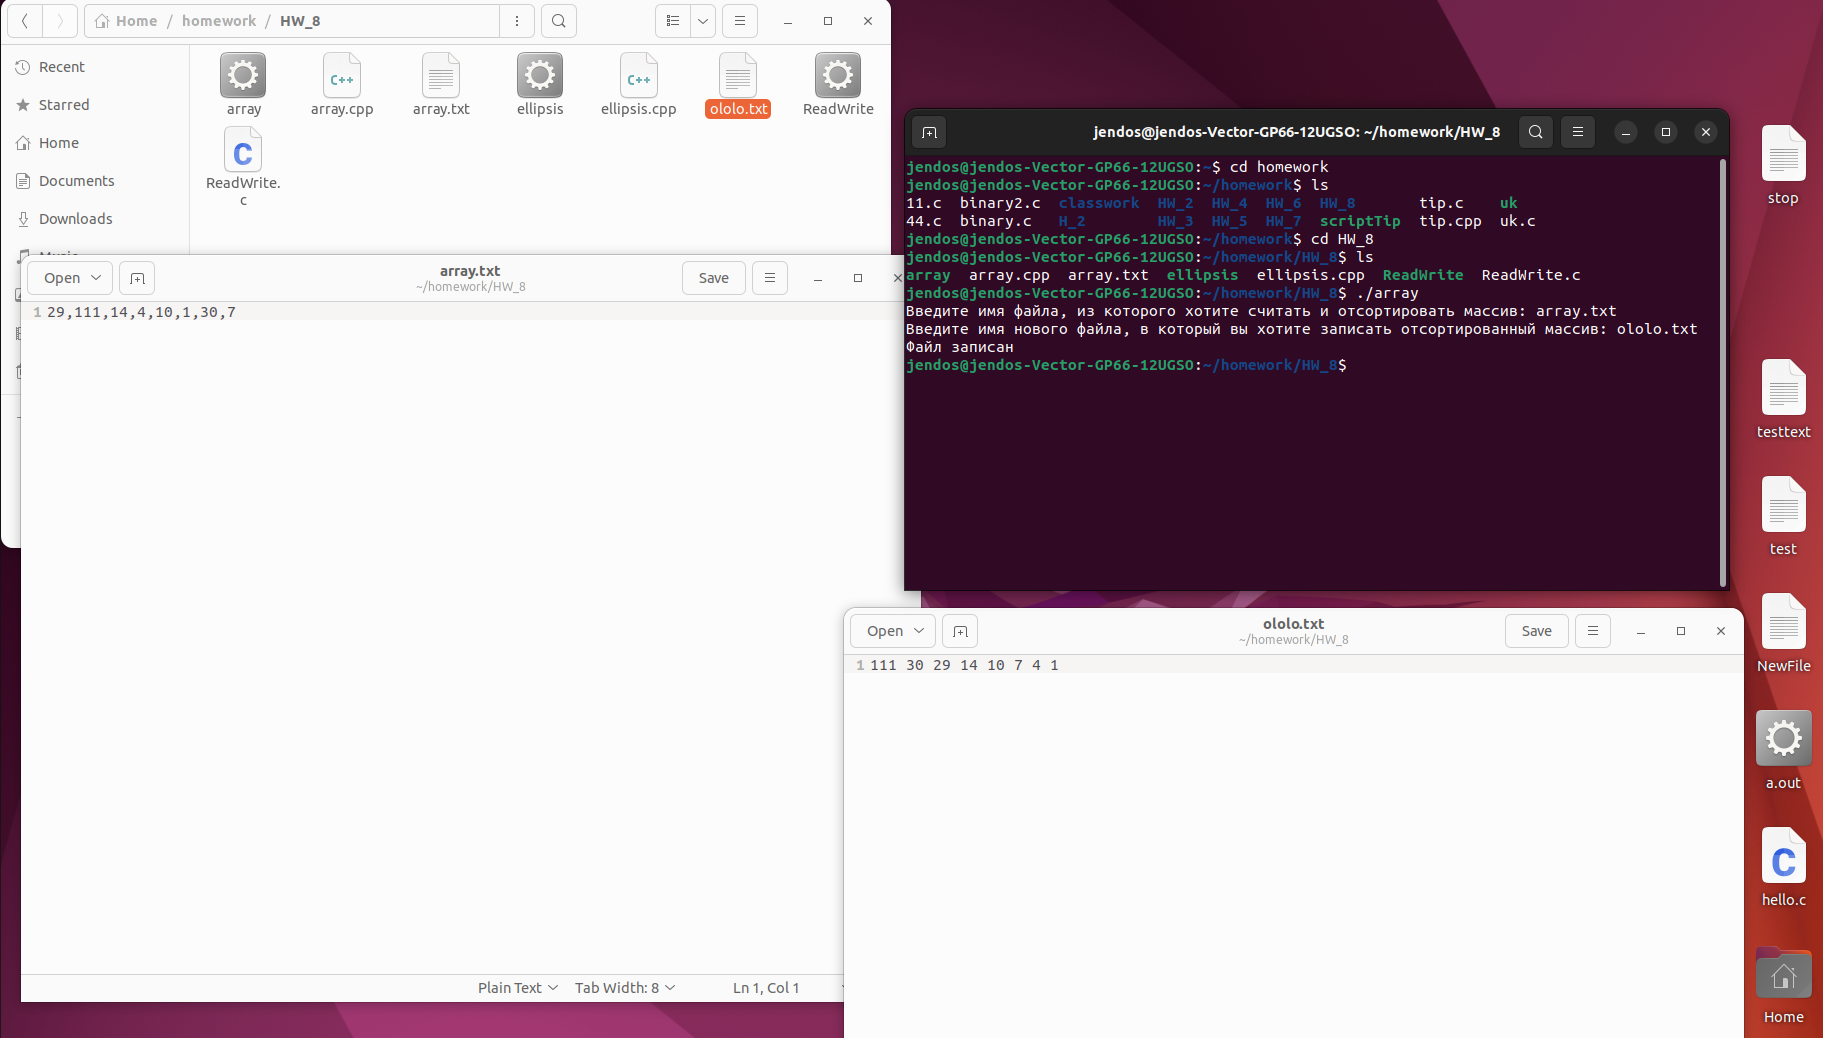 Home / homework / HW_8
Recent
Starred
Home
Documents
Downloads
array
array.cpp
array.txt
ellipsis
ellipsis.cpp
ololo.txt
ReadWrite
ReadWrite.
c
Open
array.txt
~/homework/HW_8
Save
1 29,111,14,4,10,1,30,7
Plain Text
Tab Width: 8
Ln 1, Col 1
jendos@jendos-Vector-GP66-12UGSO: ~/homework/HW_8
jendos@jendos-Vector-GP66-12UGSO:~$ cd homework
jendos@jendos-Vector-GP66-12UGSO:~/homework$ ls
11.c binary2.c classwork HW_2 HW_4 HW_6 HW_8 tip.c uk
44.c binary.c H_2 HW_3 HW_5 HW_7 scriptTip tip.cpp uk.c
jendos@jendos-Vector-GP66-12UGSO:~/homework$ cd HW_8
jendos@jendos-Vector-GP66-12UGSO:~/homework/HW_8$ ls
array array.cpp array.txt ellipsis ellipsis.cpp ReadWrite ReadWrite.c
jendos@jendos-Vector-GP66-12UGSO:~/homework/HW_8$ ./array
Введите имя файла, из которого хотите считать и отсортировать массив: array.txt
Введите имя нового файла, в который вы хотите записать отсортированный массив: ololo.txt
Файл записан
jendos@jendos-Vector-GP66-12UGSO:~/homework/HW_8$
Open
ololo.txt
~/homework/HW_8
Save
1 111 30 29 14 10 7 4 1
stop
testtext
test
NewFile
a.out
hello.c
Home